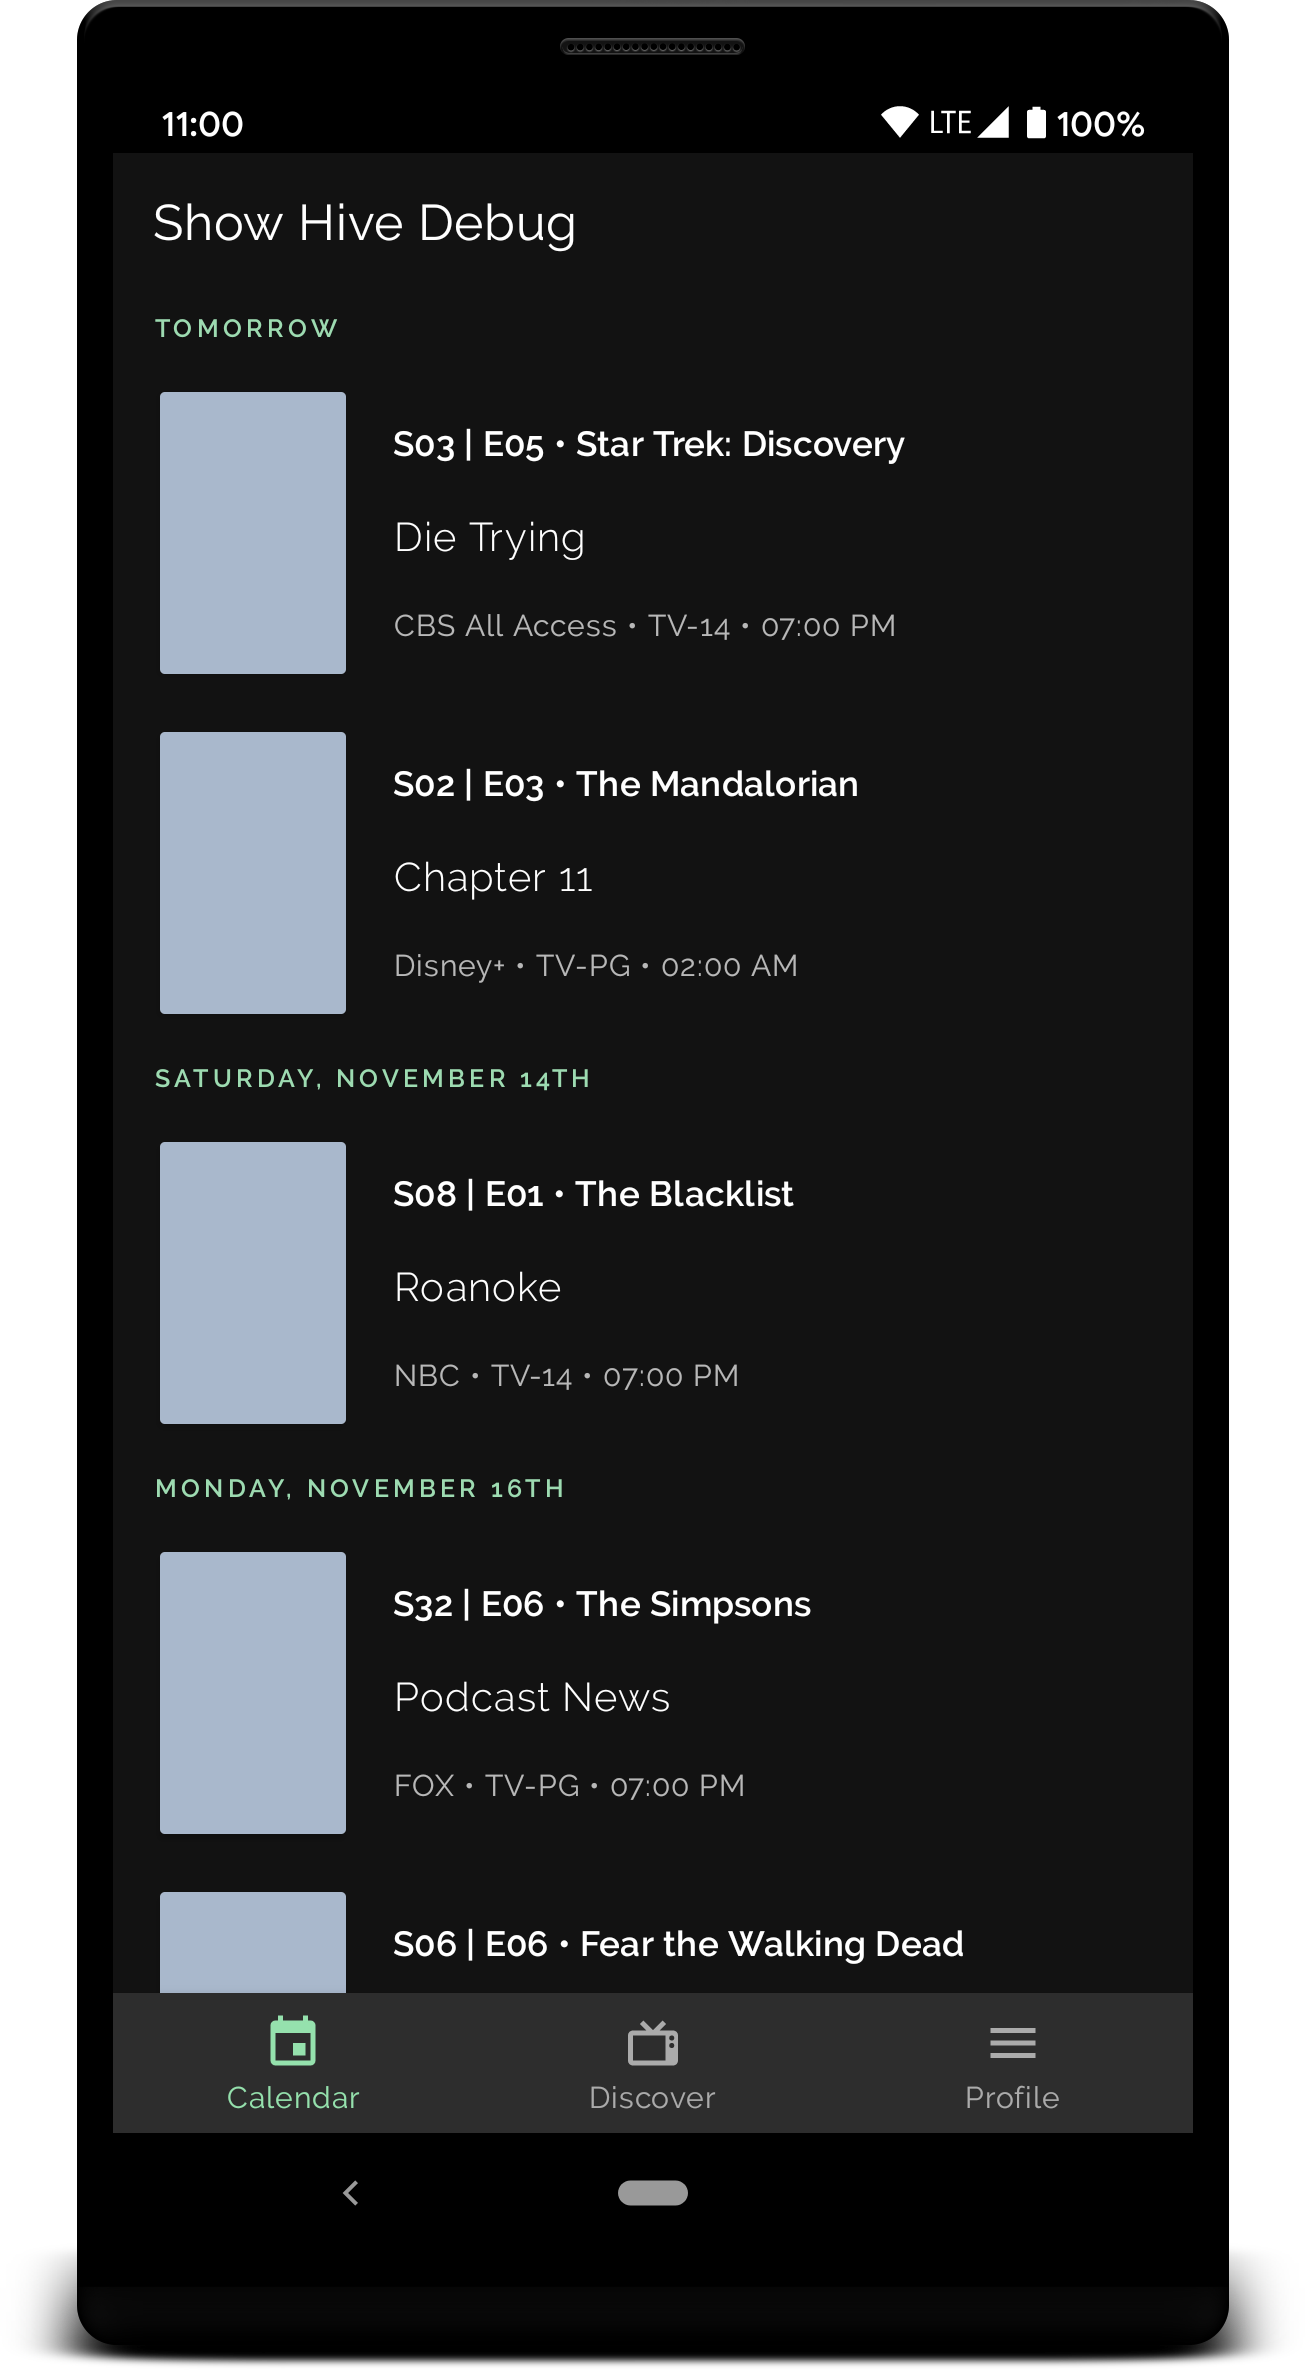 11:00 LTE 100%
Show Hive Debug
TOMORROW
S03 | E05 • Star Trek: Discovery
Die Trying
CBS All Access • TV-14 • 07:00 PM
S02 | E03 • The Mandalorian
Chapter 11
Disney+ • TV-PG • 02:00 AM
SATURDAY, NOVEMBER 14TH
S08 | E01 • The Blacklist
Roanoke
NBC • TV-14 • 07:00 PM
MONDAY, NOVEMBER 16TH
S32 | E06 • The Simpsons
Podcast News
FOX • TV-PG • 07:00 PM
S06 | E06 • Fear the Walking Dead
Calendar Discover Profile